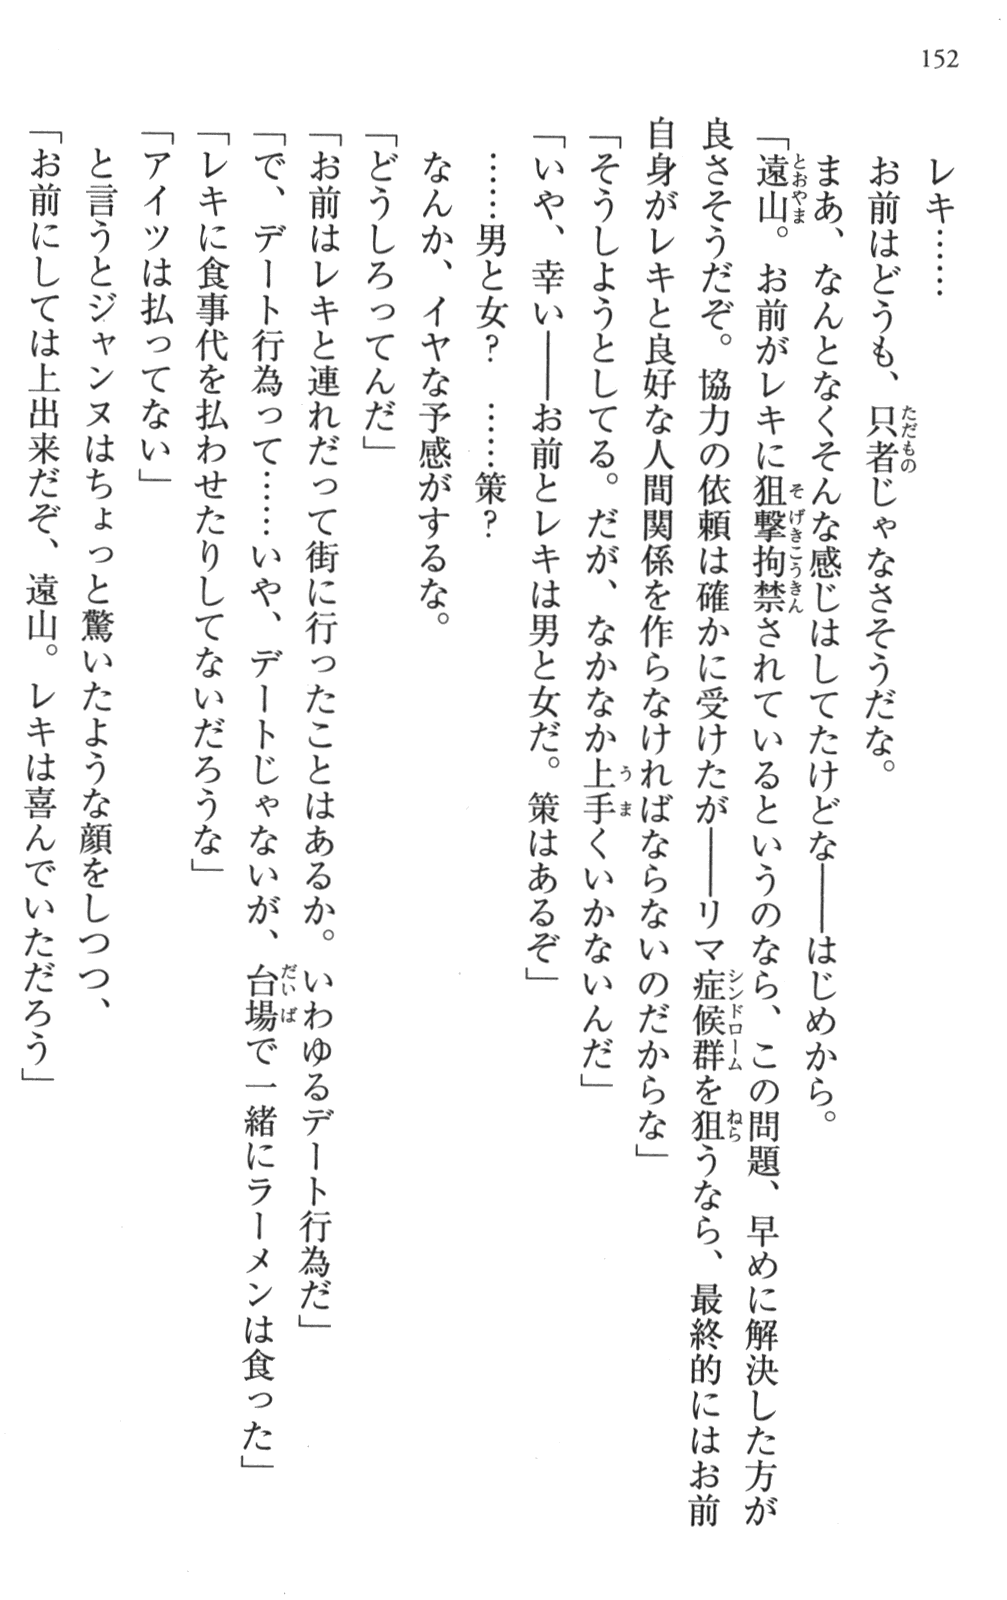 152
レキ……
お前はどうも、只者じゃなさそうだな。
まあ、なんとなくそんな感じはしてたけどな――はじめから。
「遠山。お前がレキに狙撃拘禁されているというのなら、この問題、早めに解決した方が
良さそうだぞ。協力の依頼は確かに受けたが――リマ症候群を狙うなら、最終的にはお前
自身がレキと良好な人間関係を作らなければならないのだからな」
「そうしようとしてる。だが、なかなか上手くいかないんだ」
「いや、幸い――お前とレキは男と女だ。策はあるぞ」
……男と女？　……策？
なんか、イヤな予感がするな。
「どうしろってんだ」
「お前はレキと連れだって街に行ったことはあるか。いわゆるデート行為だ」
「で、デート行為って……いや、デートじゃないが、台場で一緒にラーメンは食った」
「レキに食事代を払わせたりしてないだろうな」
「アイツは払ってない」
と言うとジャンヌはちょっと驚いたような顔をしつつ、
「お前にしては上出来だぞ、遠山。レキは喜んでいただろう」